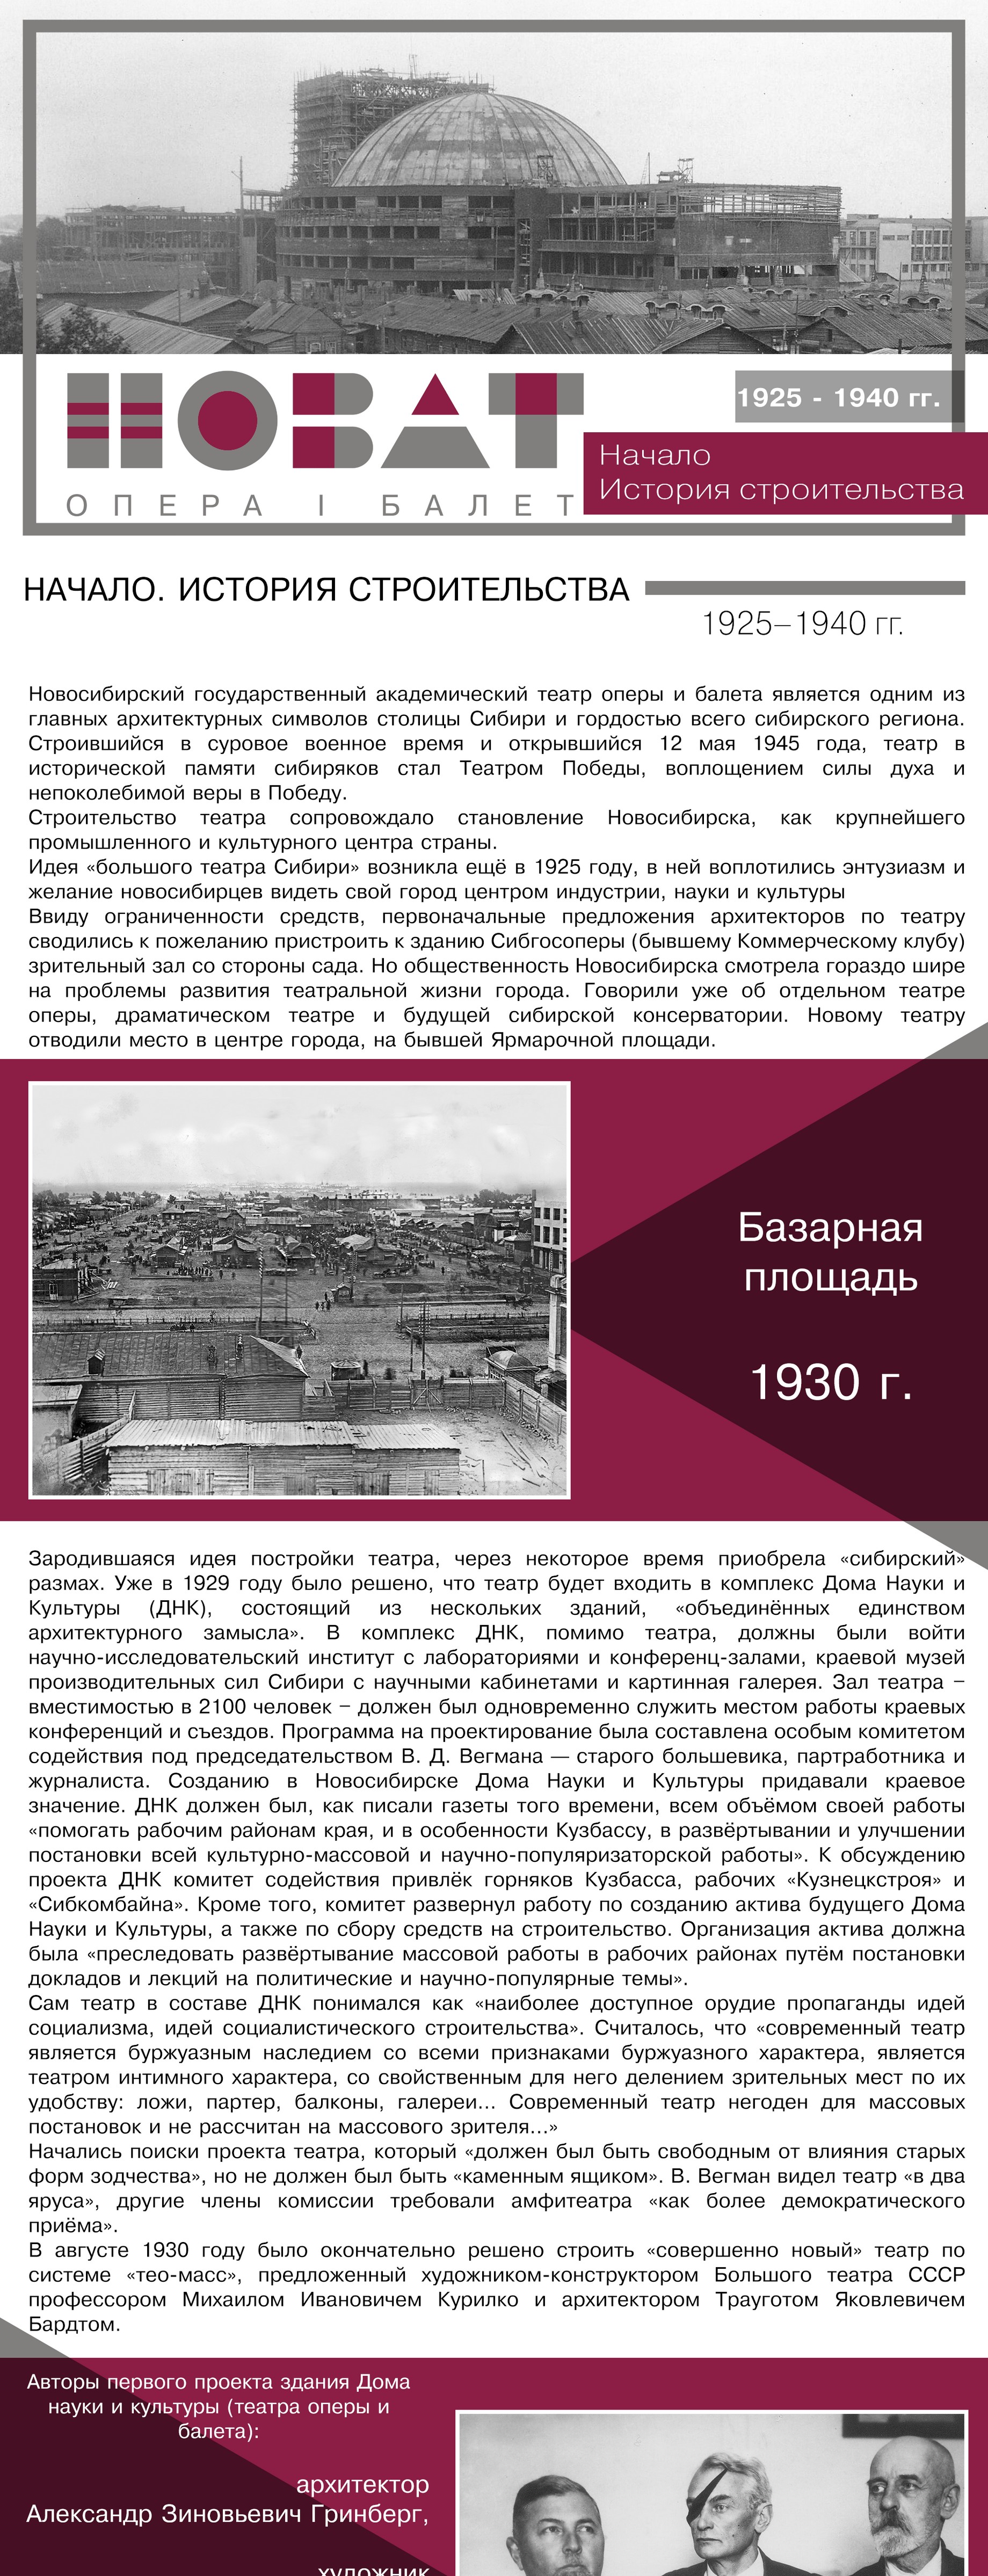 НОВАТ
ОПЕРА І БАЛЕТ
1925 - 1940 гг.
Начало
История строительства
НАЧАЛО. ИСТОРИЯ СТРОИТЕЛЬСТВА
1925–1940 гг.
Новосибирский государственный академический театр оперы и балета является одним из
главных архитектурных символов столицы Сибири и гордостью всего сибирского региона.
Строившийся в суровое военное время и открывшийся 12 мая 1945 года, театр в
исторической памяти сибиряков стал Театром Победы, воплощением силы духа и
непоколебимой веры в Победу.
Строительство театра сопровождало становление Новосибирска, как крупнейшего
промышленного и культурного центра страны.
Идея «большого театра Сибири» возникла ещё в 1925 году, в ней воплотились энтузиазм и
желание новосибирцев видеть свой город центром индустрии, науки и культуры
Ввиду ограниченности средств, первоначальные предложения архитекторов по театру
сводились к пожеланию пристроить к зданию Сибгосоперы (бывшему Коммерческому клубу)
зрительный зал со стороны сада. Но общественность Новосибирска смотрела гораздо шире
на проблемы развития театральной жизни города. Говорили уже об отдельном театре
оперы, драматическом театре и будущей сибирской консерватории. Новому театру
отводили место в центре города, на бывшей Ярмарочной площади.
Базарная
площадь
1930 г.
Зародившаяся идея постройки театра, через некоторое время приобрела «сибирский»
размах. Уже в 1929 году было решено, что театр будет входить в комплекс Дома Науки и
Культуры (ДНК), состоящий из нескольких зданий, «объединённых единством
архитектурного замысла». В комплекс ДНК, помимо театра, должны были войти
научно-исследовательский институт с лабораториями и конференц-залами, краевой музей
производительных сил Сибири с научными кабинетами и картинная галерея. Зал театра –
вместимостью в 2100 человек – должен был одновременно служить местом работы краевых
конференций и съездов. Программа на проектирование была составлена особым комитетом
содействия под председательством В. Д. Вегмана — старого большевика, партработника и
журналиста. Созданию в Новосибирске Дома Науки и Культуры придавали краевое
значение. ДНК должен был, как писали газеты того времени, всем объёмом своей работы
«помогать рабочим районам края, и в особенности Кузбассу, в развёртывании и улучшении
постановки всей культурно-массовой и научно-популяризаторской работы». К обсуждению
проекта ДНК комитет содействия привлёк горняков Кузбасса, рабочих «Кузнецкстроя» и
«Сибкомбайна». Кроме того, комитет развернул работу по созданию актива будущего Дома
Науки и Культуры, а также по сбору средств на строительство. Организация актива должна
была «преследовать развёртывание массовой работы в рабочих районах путём постановки
докладов и лекций на политические и научно-популярные темы».
Сам театр в составе ДНК понимался как «наиболее доступное орудие пропаганды идей
социализма, идей социалистического строительства». Считалось, что «современный театр
является буржуазным наследием со всеми признаками буржуазного характера, является
театром интимного характера, со свойственным для него делением зрительных мест по их
удобству: ложи, партер, балконы, галереи... Современный театр негоден для массовых
постановок и не рассчитан на массового зрителя...»
Начались поиски проекта театра, который «должен был быть свободным от влияния старых
форм зодчества», но не должен был быть «каменным ящиком». В. Вегман видел театр «в два
яруса», другие члены комиссии требовали амфитеатра «как более демократического
приёма».
В августе 1930 году было окончательно решено строить «совершенно новый» театр по
системе «тео-масс», предложенный художником-конструктором Большого театра СССР
профессором Михаилом Ивановичем Курилко и архитектором Трауготом Яковлевичем
Бардтом.
Авторы первого проекта здания Дома
науки и культуры (театра оперы и
балета):
архитектор
Александр Зиновьевич Гринберг,
художник